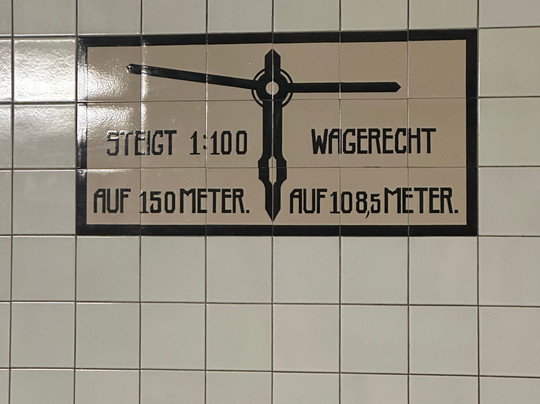 STEIGT 1:100
AUF 150 METER.
WAGERECHT
AUF 108,5 METER.